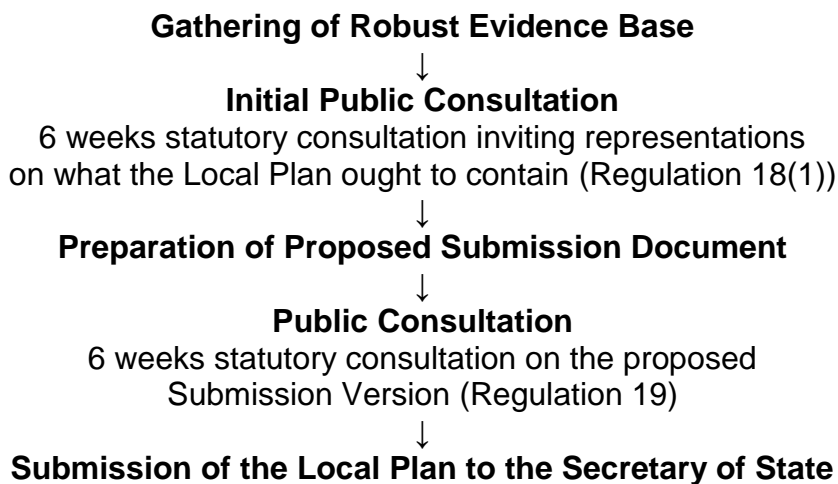 Gathering of Robust Evidence Base
↓
Initial Public Consultation
6 weeks statutory consultation inviting representations
on what the Local Plan ought to contain (Regulation 18(1))
↓
Preparation of Proposed Submission Document
↓
Public Consultation
6 weeks statutory consultation on the proposed
Submission Version (Regulation 19)
↓
Submission of the Local Plan to the Secretary of State